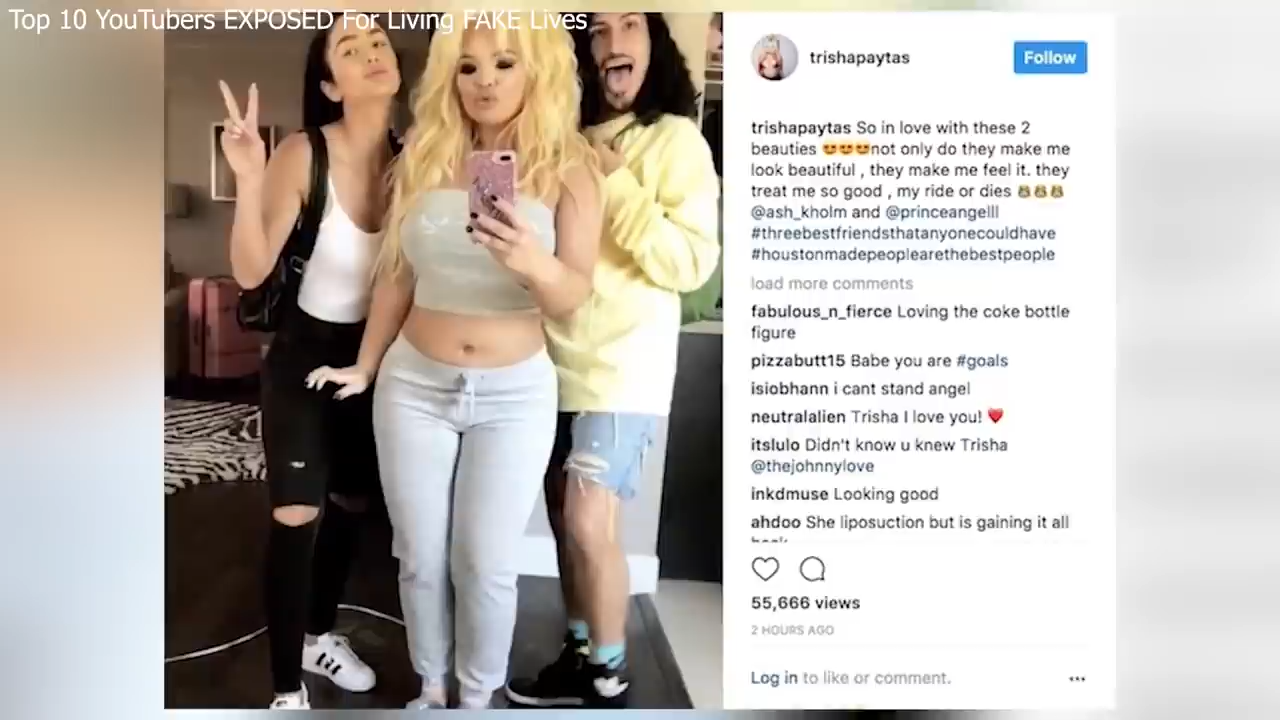 Top 10 YouTubers EXPOSED For Living FAKE Lives
trishapaytas
Follow
trishapaytas So in love with these 2
beauties 😍😍😍not only do they make me
look beautiful , they make me feel it. they
treat me so good , my ride or dies 👯👯👯
@ash_kholm and @princeangelll
#threebestfriendsthatanyonecouldhave
#houstonmadepeoplearethebestpeople
load more comments
fabulous_n_fierce Loving the coke bottle
figure
pizzabutt15 Babe you are #goals
isiobhann i cant stand angel
neutralalien Trisha I love you! ❤️
itslulo Didn't know u knew Trisha
@thejohnnylove
inkdmuse Looking good
ahdoo She liposuction but is gaining it all
55,666 views
2 HOURS AGO
Log in to like or comment.